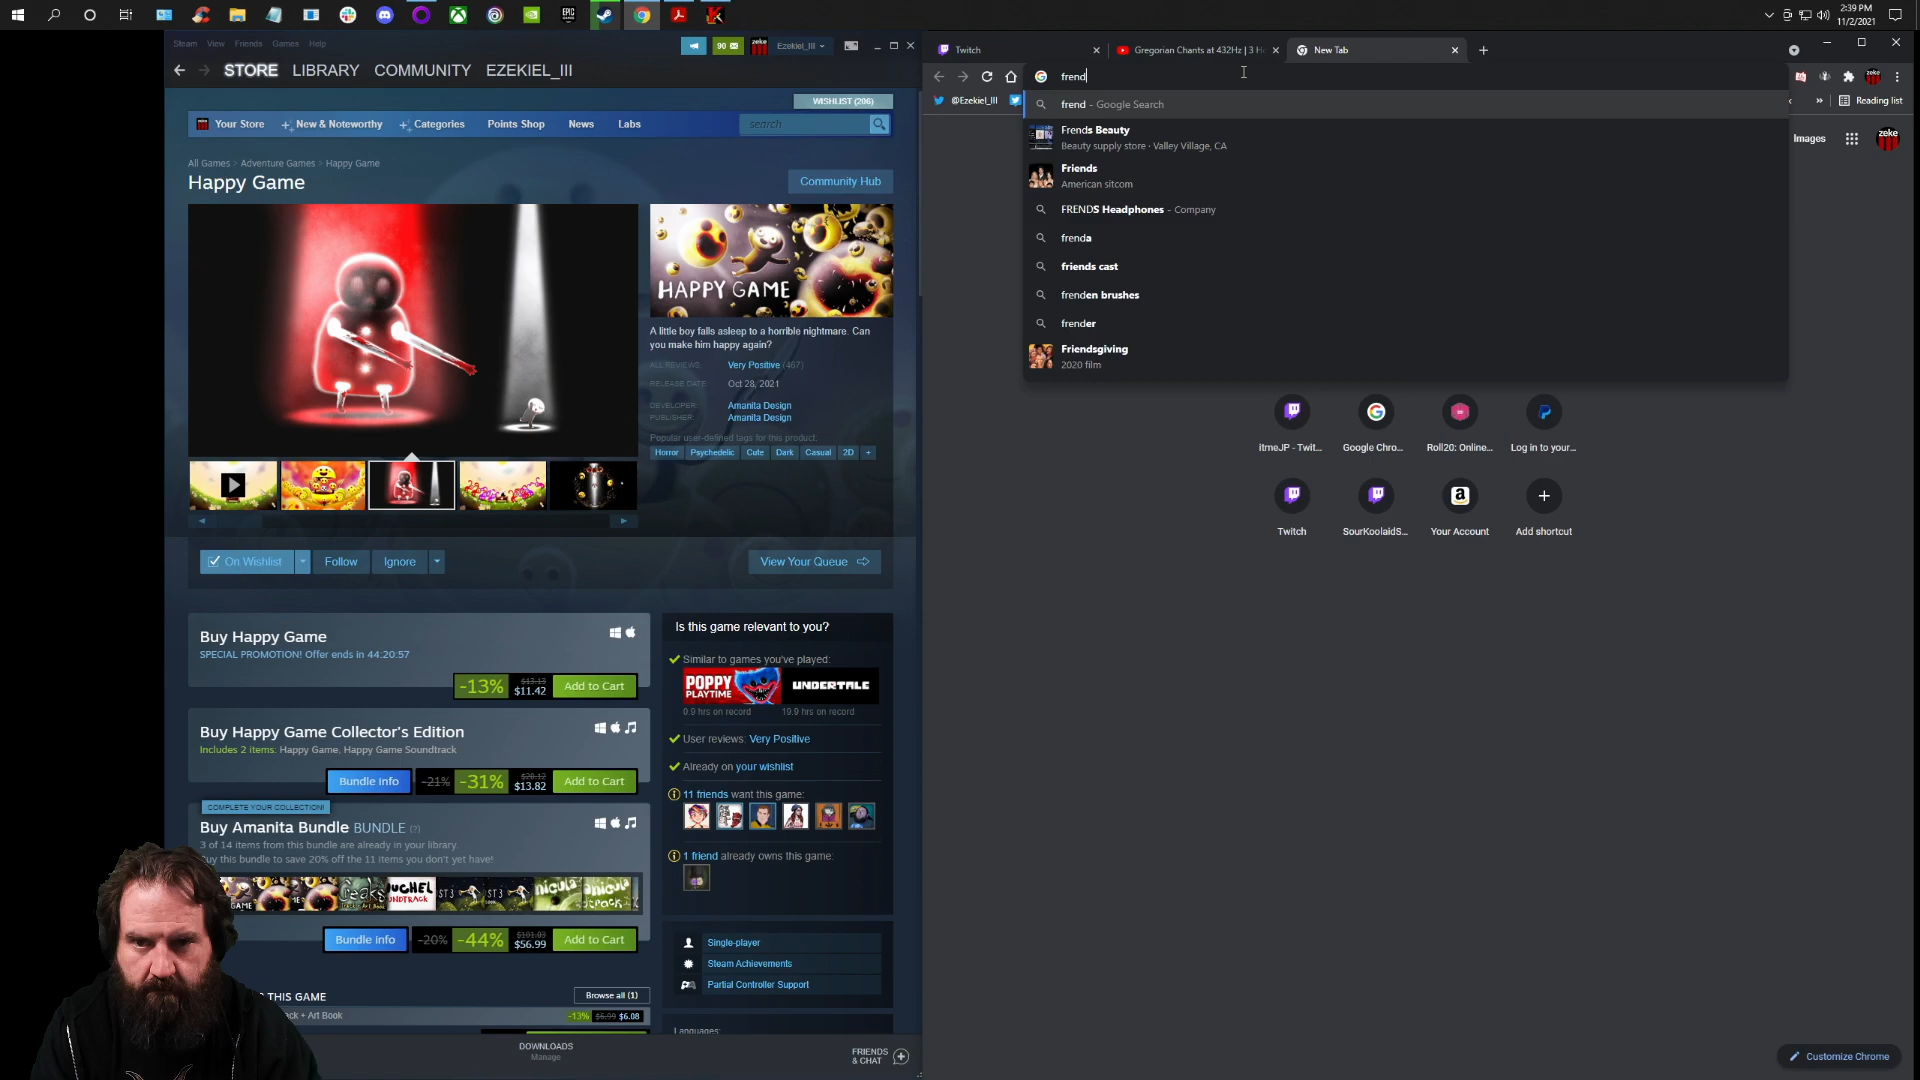 2:39 PM
11/2/2021
Steam View Friends Games Help
90
Ezekiel_III
STORE LIBRARY COMMUNITY EZEKIEL_III
WISHLIST (206)
Your Store New & Noteworthy Categories Points Shop News Labs search
All Games > Adventure Games > Happy Game
Happy Game
Community Hub
HAPPY GAME
A little boy falls asleep to a horrible nightmare. Can
you make him happy again?
ALL REVIEWS: Very Positive (467)
RELEASE DATE: Oct 28, 2021
DEVELOPER: Amanita Design
PUBLISHER: Amanita Design
Popular user-defined tags for this product:
Horror Psychedelic Cute Dark Casual 2D +
On Wishlist Follow Ignore View Your Queue
Buy Happy Game
SPECIAL PROMOTION! Offer ends in 44:20:57
-13% $13.13 $11.42 Add to Cart
Buy Happy Game Collector's Edition
Includes 2 items: Happy Game, Happy Game Soundtrack
Bundle info -21% -31% $20.12 $13.82 Add to Cart
COMPLETE YOUR COLLECTION!
Buy Amanita Bundle BUNDLE (?)
3 of 14 items from this bundle are already in your library.
uy this bundle to save 20% off the 11 items you don't yet have!
Bundle info -20% -44% $101.83 $56.99 Add to Cart
THIS GAME Browse all (1)
ck + Art Book -13% $6.99 $6.08
Is this game relevant to you?
Similar to games you've played:
POPPY PLAYTIME UNDERTALE
0.9 hrs on record 19.9 hrs on record
User reviews: Very Positive
Already on your wishlist
11 friends want this game:
1 friend already owns this game:
Single-player
Steam Achievements
Partial Controller Support
Languages:
DOWNLOADS
Manage
FRIENDS
& CHAT
Twitch Gregorian Chants at 432Hz | 3 H New Tab
frend
@Ezekiel_III Reading list
frend - Google Search
Frends Beauty
Beauty supply store · Valley Village, CA
Friends
American sitcom
FRENDS Headphones - Company
frenda
friends cast
frenden brushes
frender
Friendsgiving
2020 film
Images
itmeJP - Twit... Google Chro... Roll20: Online... Log in to your...
Twitch SourKoolaidS... Your Account Add shortcut
Customize Chrome